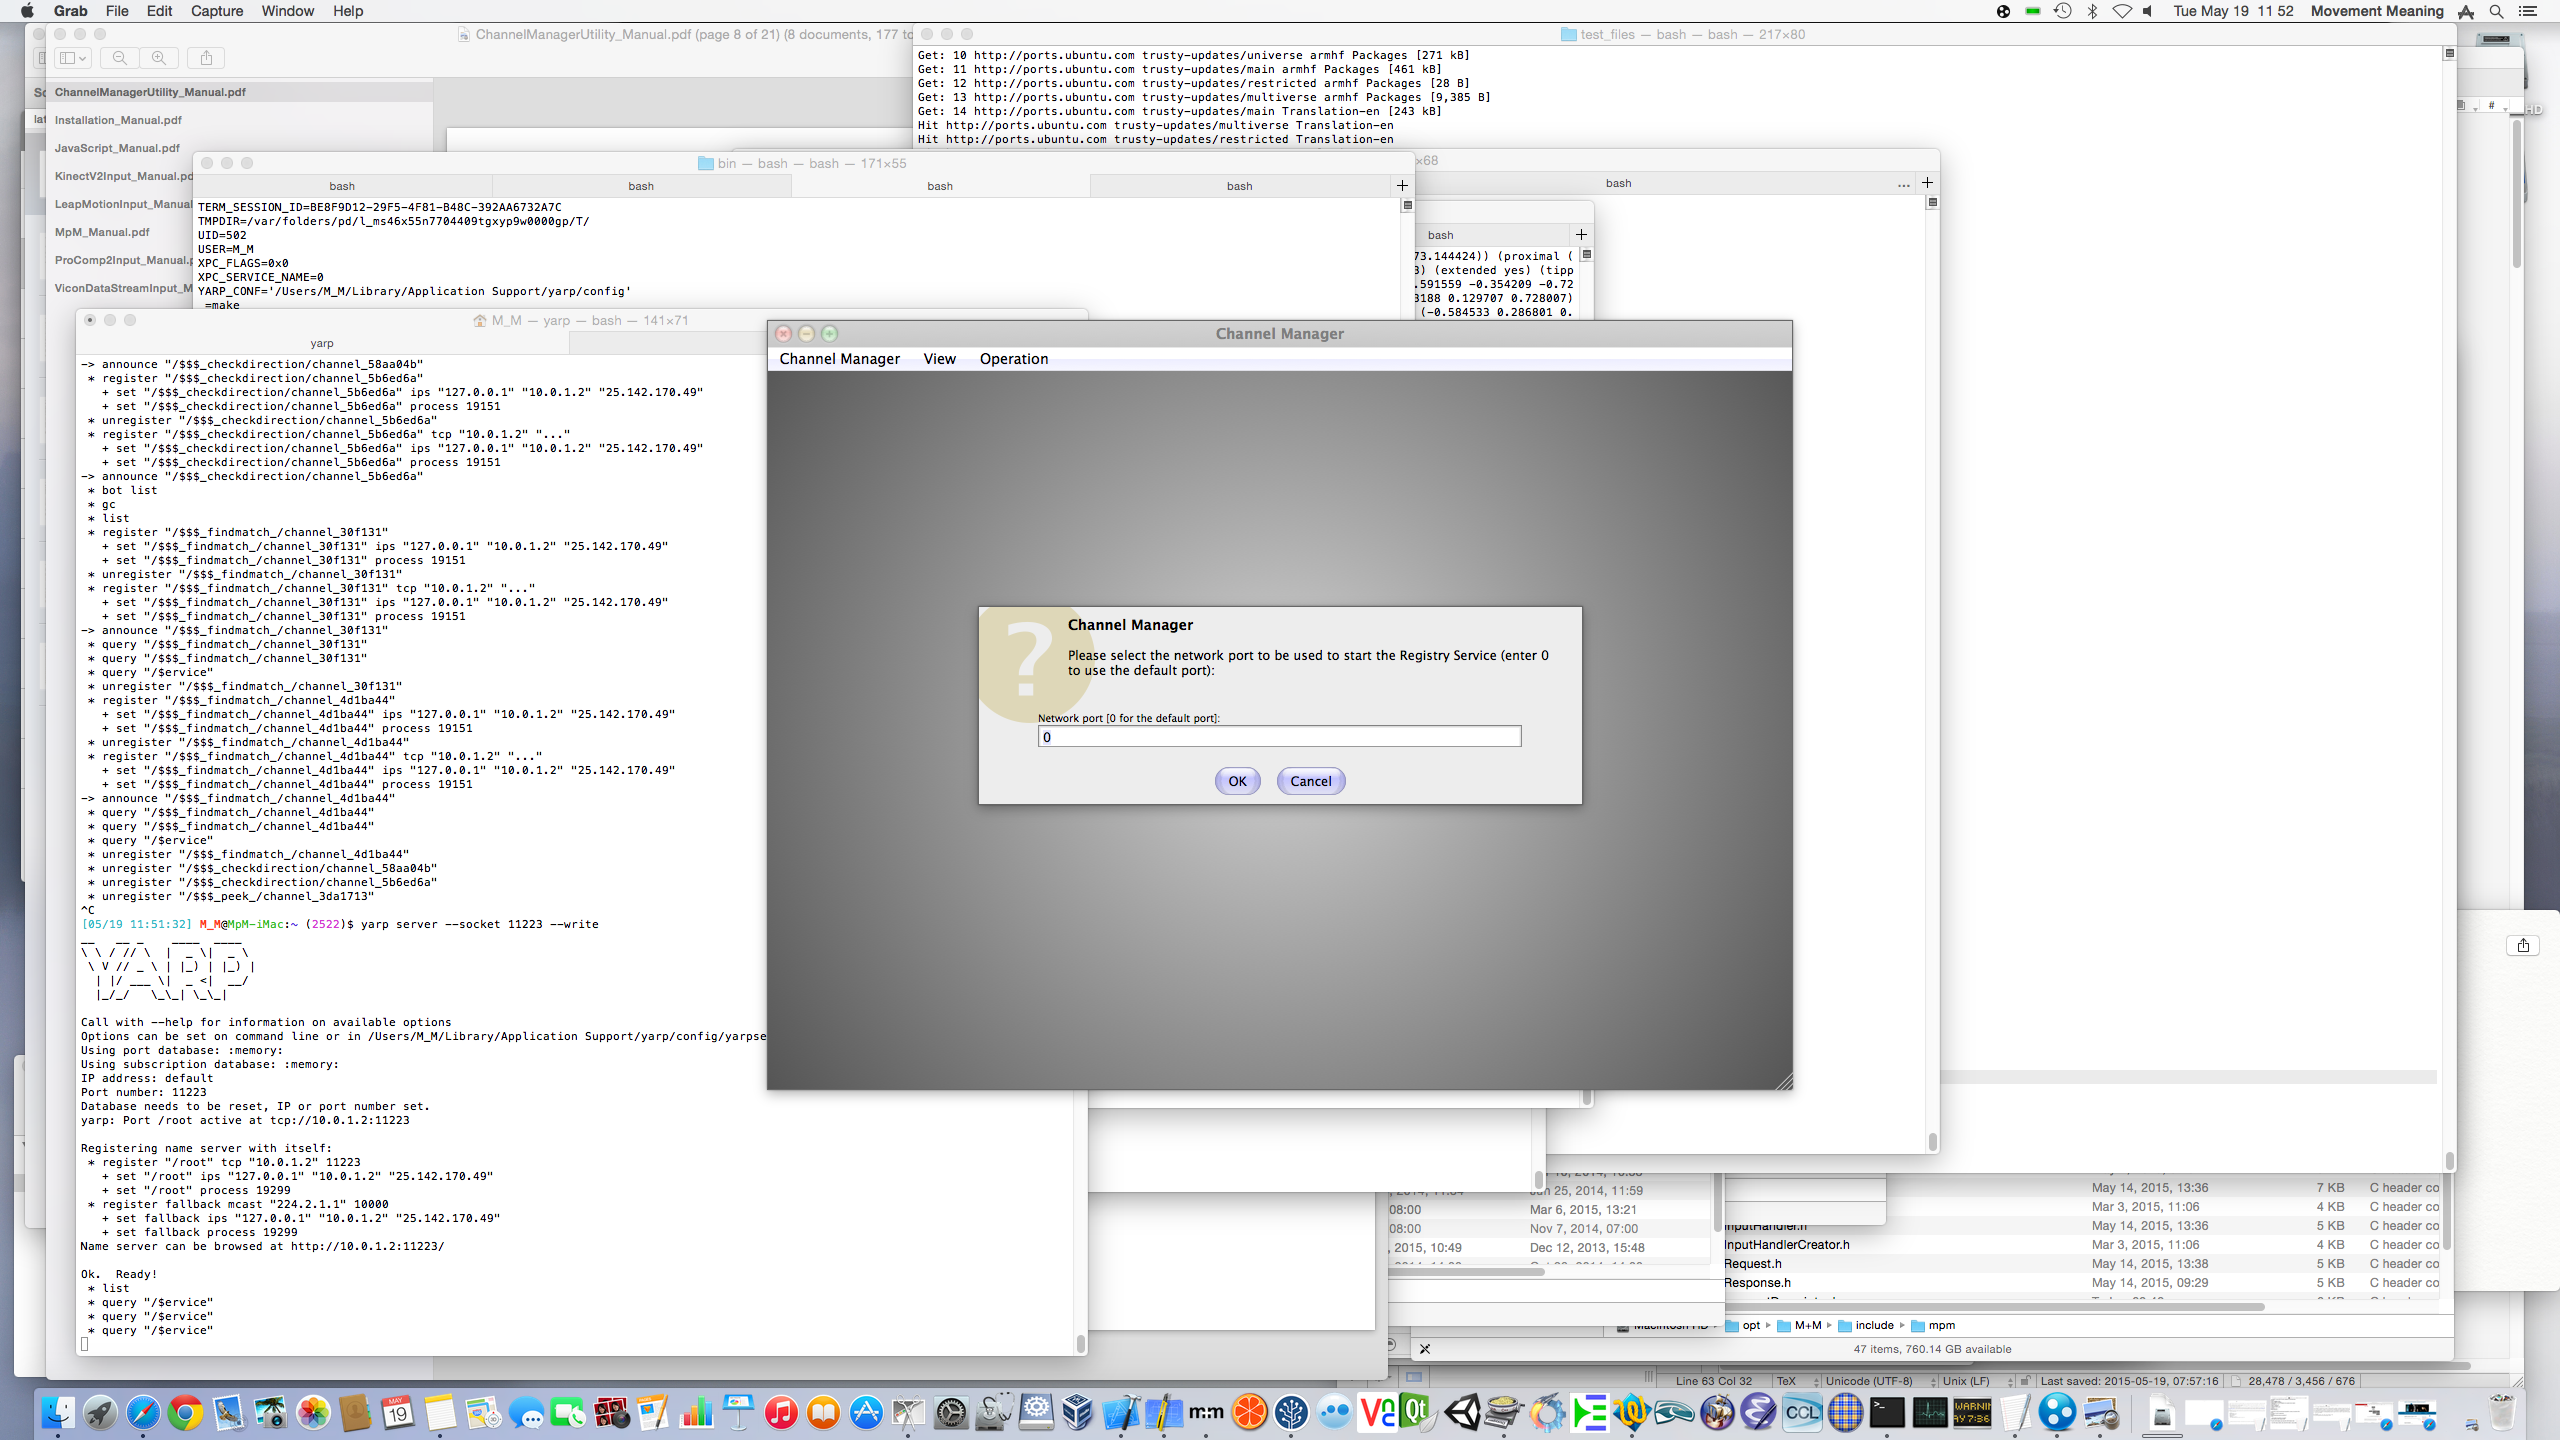 Grab File Edit Capture Window Help
Tue May 19 11 52 Movement Meaning
ChannelManagerUtility_Manual.pdf (page 8 of 21) (8 documents, 177 to
ChannelManagerUtility_Manual.pdf
Installation_Manual.pdf
JavaScript_Manual.pdf
KinectV2Input_Manual.pd
LeapMotionInput_Manual
MpM_Manual.pdf
ProComp2Input_Manual.p
ViconDataStreamInput_M
test_files — bash — bash — 217×80
Get: 10 http://ports.ubuntu.com trusty-updates/universe armhf Packages [271 kB]
Get: 11 http://ports.ubuntu.com trusty-updates/main armhf Packages [461 kB]
Get: 12 http://ports.ubuntu.com trusty-updates/restricted armhf Packages [28 B]
Get: 13 http://ports.ubuntu.com trusty-updates/multiverse armhf Packages [9,385 B]
Get: 14 http://ports.ubuntu.com trusty-updates/main Translation-en [243 kB]
Hit http://ports.ubuntu.com trusty-updates/multiverse Translation-en
Hit http://ports.ubuntu.com trusty-updates/restricted Translation-en
×68
bash
bin — bash — bash — 171×55
bash bash bash bash
TERM_SESSION_ID=BE8F9D12-29F5-4F81-B48C-392AA6732A7C
TMPDIR=/var/folders/pd/l_ms46x55n7704409tgxyp9w0000gp/T/
UID=502
USER=M_M
XPC_FLAGS=0x0
XPC_SERVICE_NAME=0
YARP_CONF='/Users/M_M/Library/Application Support/yarp/config'
_=make
bash
73.144424)) (proximal (
3) (extended yes) (tipp
.591559 -0.354209 -0.72
3188 0.129707 0.728007)
(-0.584533 0.286801 0.
M_M — yarp — bash — 141×71
yarp
-> announce "/$$$_checkdirection/channel_58aa04b"
* register "/$$$_checkdirection/channel_5b6ed6a"
+ set "/$$$_checkdirection/channel_5b6ed6a" ips "127.0.0.1" "10.0.1.2" "25.142.170.49"
+ set "/$$$_checkdirection/channel_5b6ed6a" process 19151
* unregister "/$$$_checkdirection/channel_5b6ed6a"
* register "/$$$_checkdirection/channel_5b6ed6a" tcp "10.0.1.2" "..."
+ set "/$$$_checkdirection/channel_5b6ed6a" ips "127.0.0.1" "10.0.1.2" "25.142.170.49"
+ set "/$$$_checkdirection/channel_5b6ed6a" process 19151
-> announce "/$$$_checkdirection/channel_5b6ed6a"
* bot list
* gc
* list
* register "/$$$_findmatch_/channel_30f131"
+ set "/$$$_findmatch_/channel_30f131" ips "127.0.0.1" "10.0.1.2" "25.142.170.49"
+ set "/$$$_findmatch_/channel_30f131" process 19151
* unregister "/$$$_findmatch_/channel_30f131"
* register "/$$$_findmatch_/channel_30f131" tcp "10.0.1.2" "..."
+ set "/$$$_findmatch_/channel_30f131" ips "127.0.0.1" "10.0.1.2" "25.142.170.49"
+ set "/$$$_findmatch_/channel_30f131" process 19151
-> announce "/$$$_findmatch_/channel_30f131"
* query "/$$$_findmatch_/channel_30f131"
* query "/$$$_findmatch_/channel_30f131"
* query "/$ervice"
* unregister "/$$$_findmatch_/channel_30f131"
* register "/$$$_findmatch_/channel_4d1ba44"
+ set "/$$$_findmatch_/channel_4d1ba44" ips "127.0.0.1" "10.0.1.2" "25.142.170.49"
+ set "/$$$_findmatch_/channel_4d1ba44" process 19151
* unregister "/$$$_findmatch_/channel_4d1ba44"
* register "/$$$_findmatch_/channel_4d1ba44" tcp "10.0.1.2" "..."
+ set "/$$$_findmatch_/channel_4d1ba44" ips "127.0.0.1" "10.0.1.2" "25.142.170.49"
+ set "/$$$_findmatch_/channel_4d1ba44" process 19151
-> announce "/$$$_findmatch_/channel_4d1ba44"
* query "/$$$_findmatch_/channel_4d1ba44"
* query "/$$$_findmatch_/channel_4d1ba44"
* query "/$ervice"
* unregister "/$$$_findmatch_/channel_4d1ba44"
* unregister "/$$$_checkdirection/channel_58aa04b"
* unregister "/$$$_checkdirection/channel_5b6ed6a"
* unregister "/$$$_peek_/channel_3da1713"
^C
[05/19 11:51:32] M_M@MpM-iMac:~ (2522)$ yarp server --socket 11223 --write
Call with --help for information on available options
Options can be set on command line or in /Users/M_M/Library/Application Support/yarp/config/yarpse
Using port database: :memory:
Using subscription database: :memory:
IP address: default
Port number: 11223
Database needs to be reset, IP or port number set.
yarp: Port /root active at tcp://10.0.1.2:11223
Registering name server with itself:
* register "/root" tcp "10.0.1.2" 11223
+ set "/root" ips "127.0.0.1" "10.0.1.2" "25.142.170.49"
+ set "/root" process 19299
* register fallback mcast "224.2.1.1" 10000
+ set fallback ips "127.0.0.1" "10.0.1.2" "25.142.170.49"
+ set fallback process 19299
Name server can be browsed at http://10.0.1.2:11223/
Ok. Ready!
* list
* query "/$ervice"
* query "/$ervice"
* query "/$ervice"
Channel Manager
Channel Manager View Operation
Channel Manager
Please select the network port to be used to start the Registry Service (enter 0
to use the default port):
Network port [0 for the default port]:
0
OK Cancel
Jun 25, 2014, 11:59
08:00 Mar 6, 2015, 13:21
08:00 Nov 7, 2014, 07:00
, 2015, 10:49 Dec 12, 2013, 15:48
May 14, 2015, 13:36 7 KB C header co
Mar 3, 2015, 11:06 4 KB C header co
InputHandler.h May 14, 2015, 13:36 5 KB C header co
InputHandlerCreator.h Mar 3, 2015, 11:06 4 KB C header co
Request.h May 14, 2015, 13:38 5 KB C header co
Response.h May 14, 2015, 09:29 5 KB C header co
Macintosh HD opt M+M include mpm
47 items, 760.14 GB available
Line 63 Col 32 TeX Unicode (UTF-8) Unix (LF) Last saved: 2015-05-19, 07:57:16 28,478 / 3,456 / 676
MAY 19
m+m
CCL